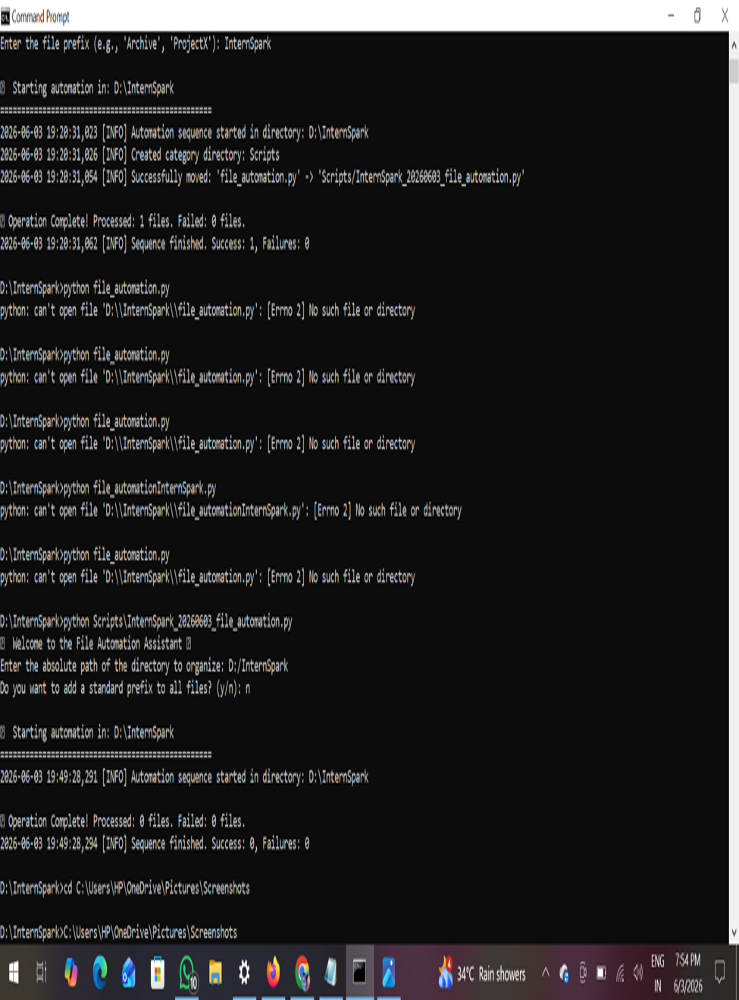 Command Prompt
Enter the file prefix (e.g., 'Archive', 'ProjectX'): InternSpark
Starting automation in: D:\InternSpark
==================================================
2026-06-03 19:20:31,023 [INFO] Automation sequence started in directory: D:\InternSpark
2026-06-03 19:20:31,026 [INFO] Created category directory: Scripts
2026-06-03 19:20:31,054 [INFO] Successfully moved: 'file_automation.py' -> 'Scripts/InternSpark_20260603_file_automation.py'
Operation Complete! Processed: 1 files. Failed: 0 files.
2026-06-03 19:20:31,062 [INFO] Sequence finished. Success: 1, Failures: 0
D:\InternSpark>python file_automation.py
python: can't open file 'D:\\InternSpark\\file_automation.py': [Errno 2] No such file or directory
D:\InternSpark>python file_automation.py
python: can't open file 'D:\\InternSpark\\file_automation.py': [Errno 2] No such file or directory
D:\InternSpark>python file_automation.py
python: can't open file 'D:\\InternSpark\\file_automation.py': [Errno 2] No such file or directory
D:\InternSpark>python file_automationInternSpark.py
python: can't open file 'D:\\InternSpark\\file_automationInternSpark.py': [Errno 2] No such file or directory
D:\InternSpark>python file_automation.py
python: can't open file 'D:\\InternSpark\\file_automation.py': [Errno 2] No such file or directory
D:\InternSpark>python Scripts\InternSpark_20260603_file_automation.py
Welcome to the File Automation Assistant
Enter the absolute path of the directory to organize: D:/InternSpark
Do you want to add a standard prefix to all files? (y/n): n
Starting automation in: D:\InternSpark
==================================================
2026-06-03 19:49:28,291 [INFO] Automation sequence started in directory: D:\InternSpark
Operation Complete! Processed: 0 files. Failed: 0 files.
2026-06-03 19:49:28,294 [INFO] Sequence finished. Success: 0, Failures: 0
D:\InternSpark>cd C:\Users\HP\OneDrive\Pictures\Screenshots
D:\InternSpark>C:\Users\HP\OneDrive\Pictures\Screenshots
10
4
34°C Rain showers
ENG
IN
7:54 PM
6/3/2026